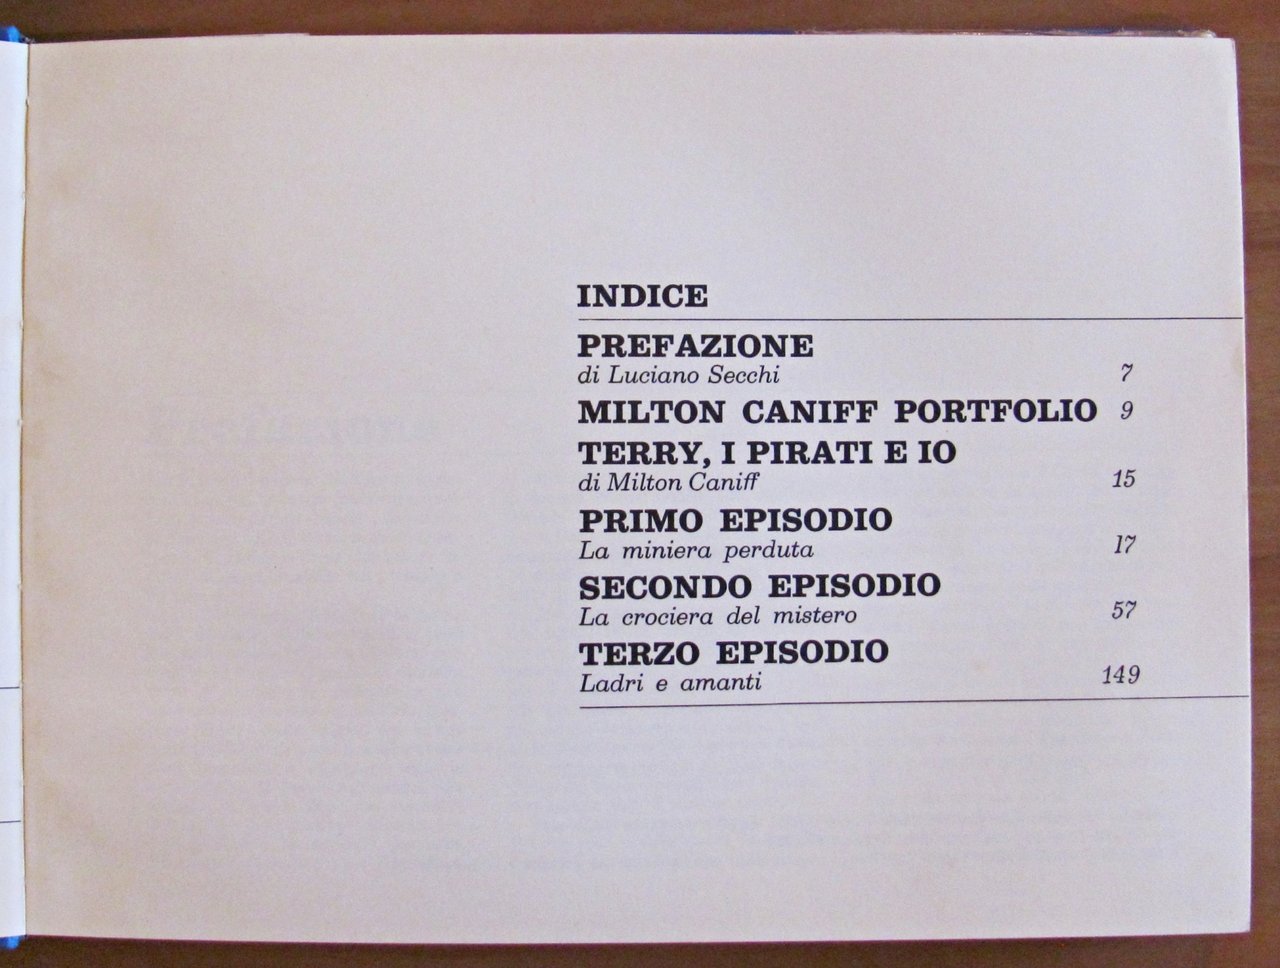 INDICE
PREFAZIONE
di Luciano Secchi 7
MILTON CANIFF PORTFOLIO 9
TERRY, I PIRATI E IO
di Milton Caniff 15
PRIMO EPISODIO
La miniera perduta 17
SECONDO EPISODIO
La crociera del mistero 57
TERZO EPISODIO
Ladri e amanti 149